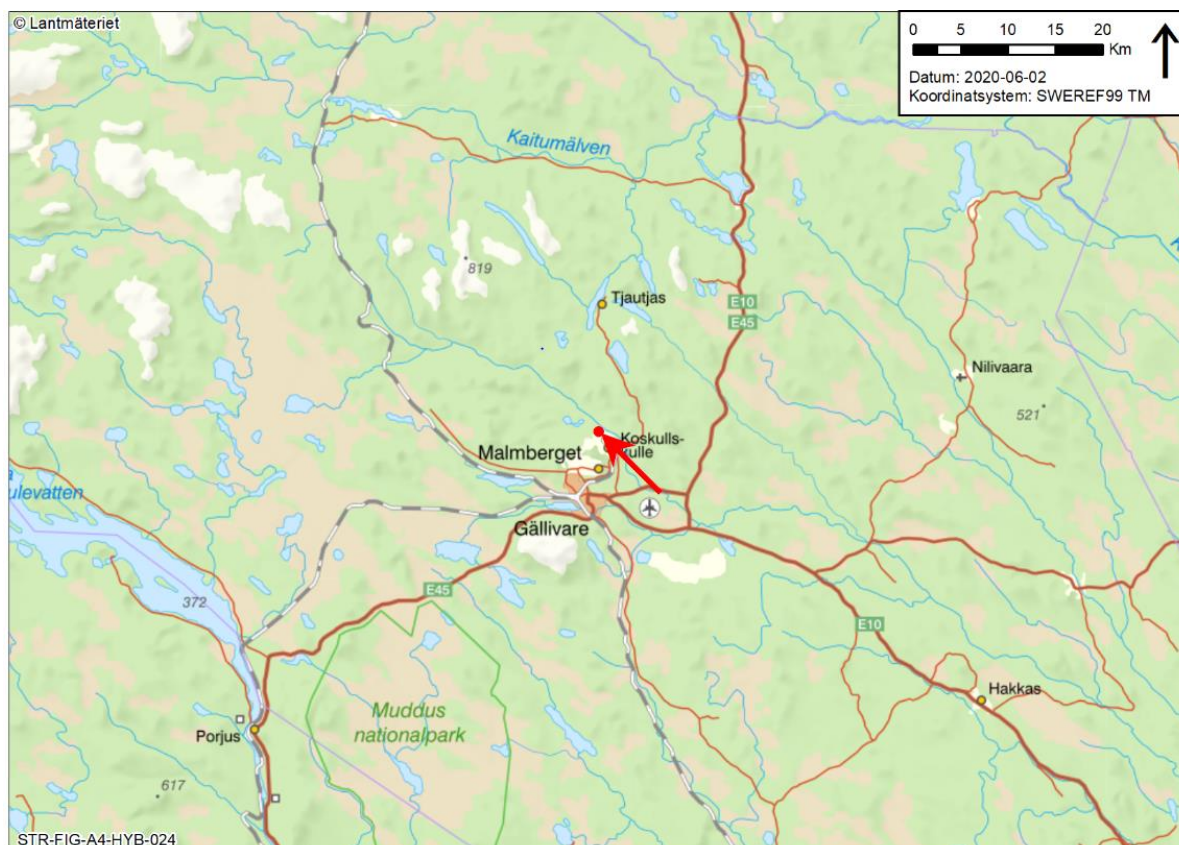 © Lantmäteriet
0 5 10 15 20
Km
Datum: 2020-06-02
Koordinatsystem: SWEREF99 TM
Kaitumälven
819
Tjautjas
E10
E45
Nilivaara
521
Koskulls-
kulle
Malmberget
ulevatten
Gällivare
372
E45
E10
Hakkas
Muddus
nationalpark
Porjus
617
STR-FIG-A4-HYB-024